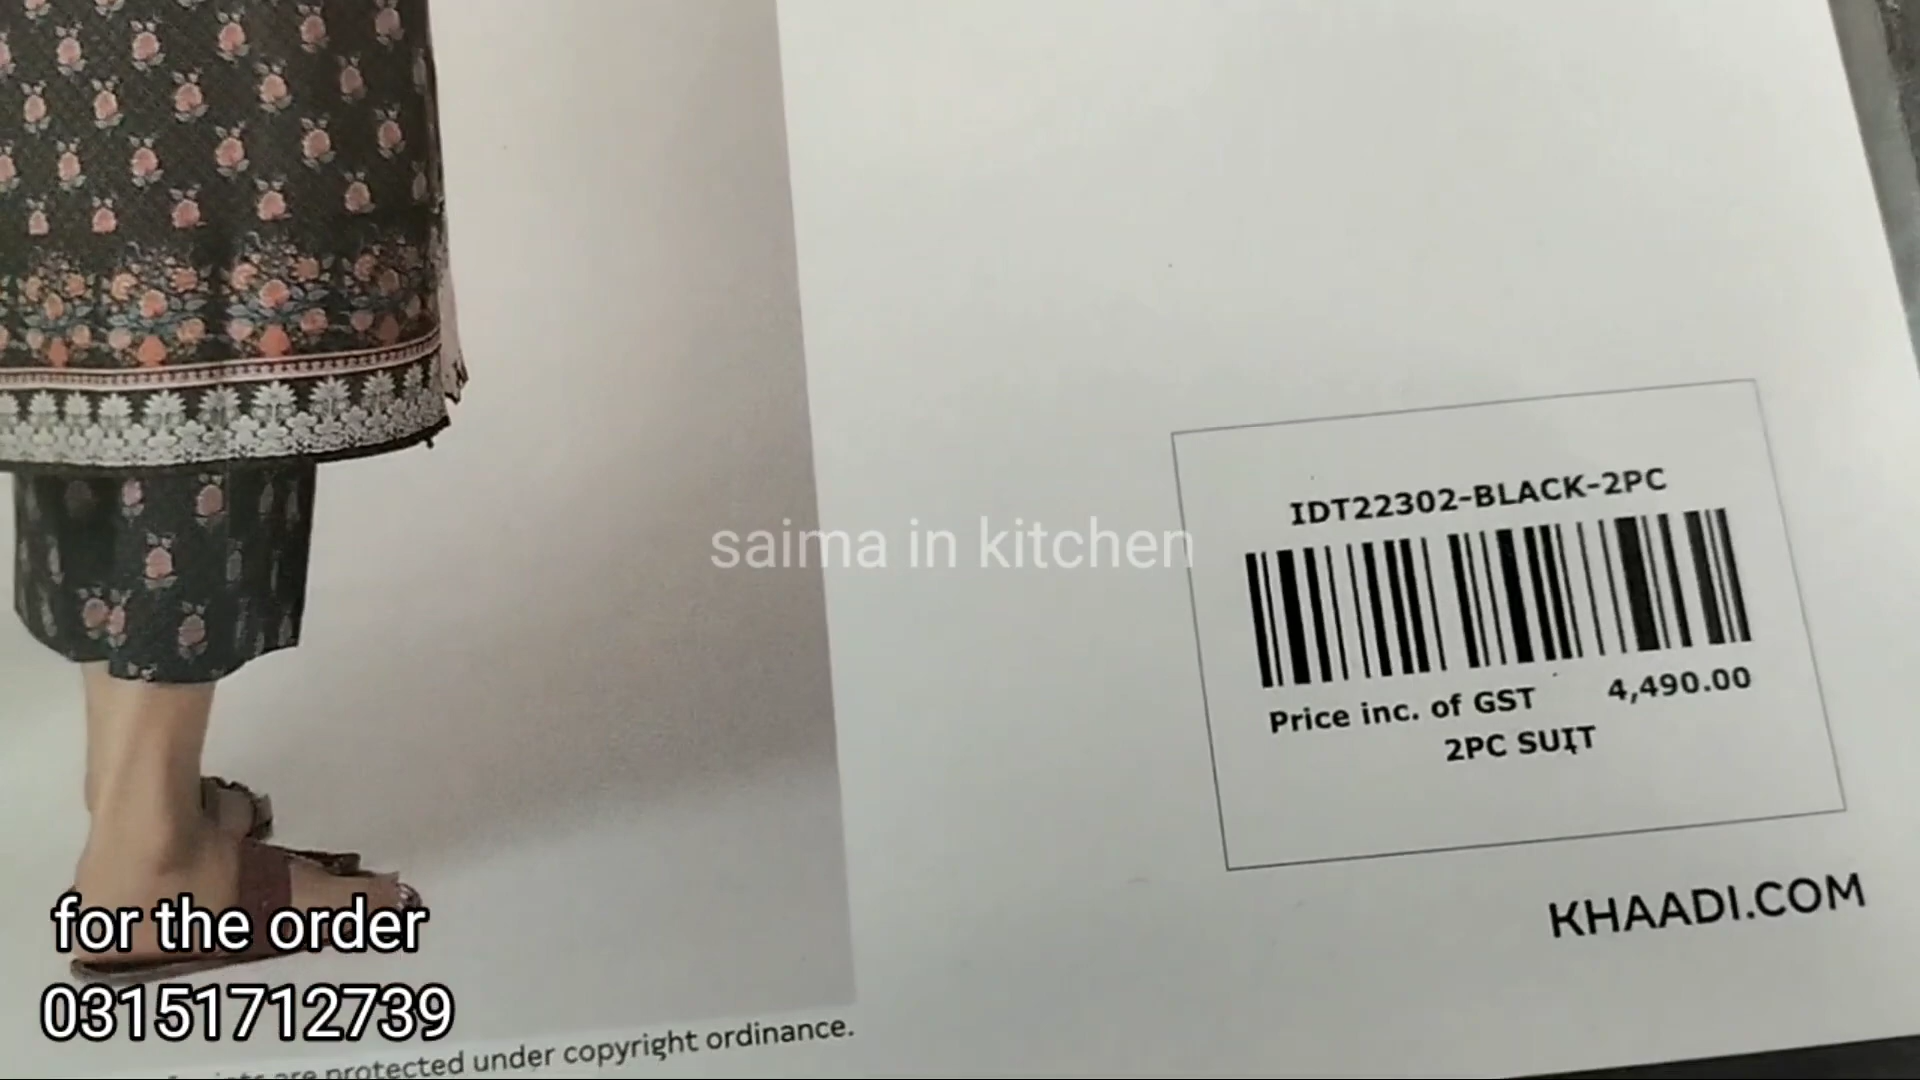 IDT22302-BLACK-2PC
saima in kitchen
Price inc. of GST 4,490.00
2PC SUIT
KHAADI.COM
for the order
03151712739
are protected under copyright ordinance.